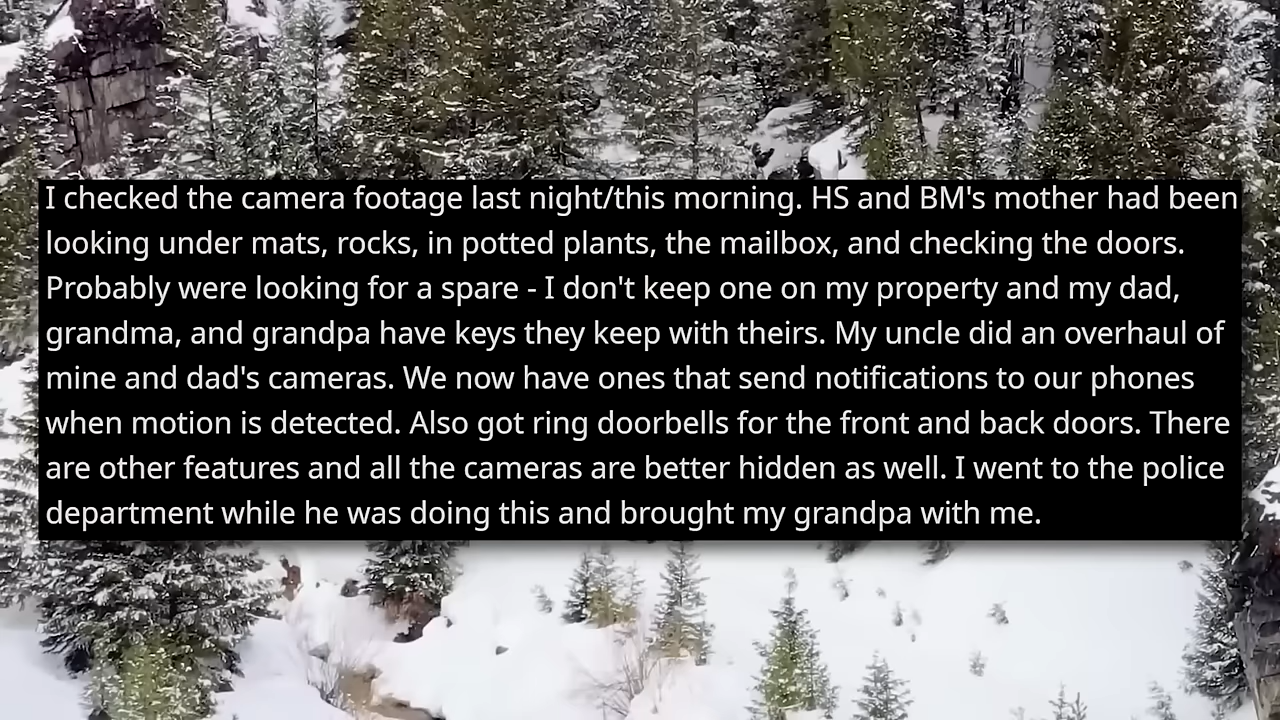 I checked the camera footage last night/this morning. HS and BM's mother had been
looking under mats, rocks, in potted plants, the mailbox, and checking the doors.
Probably were looking for a spare - I don't keep one on my property and my dad,
grandma, and grandpa have keys they keep with theirs. My uncle did an overhaul of
mine and dad's cameras. We now have ones that send notifications to our phones
when motion is detected. Also got ring doorbells for the front and back doors. There
are other features and all the cameras are better hidden as well. I went to the police
department while he was doing this and brought my grandpa with me.